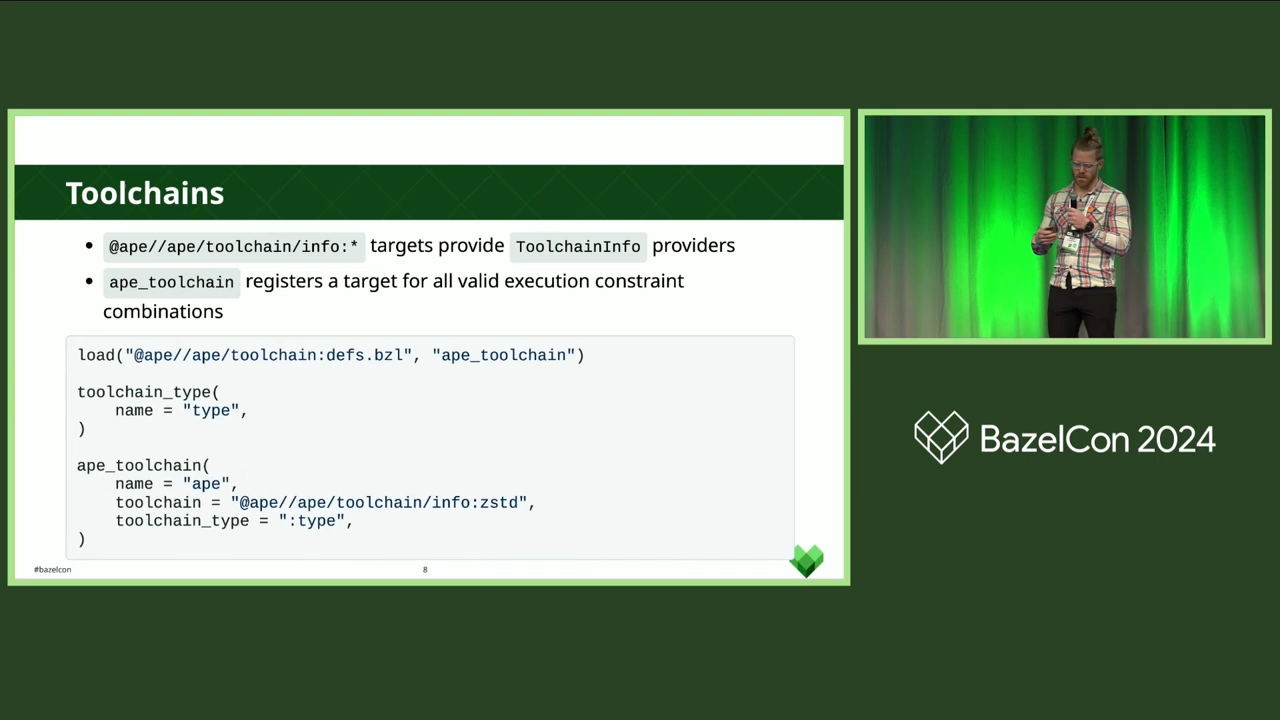 Toolchains
@ape//ape/toolchain/info:* targets provide ToolchainInfo providers
ape_toolchain registers a target for all valid execution constraint
combinations
load("@ape//ape/toolchain:defs.bzl", "ape_toolchain")
toolchain_type(
    name = "type",
)
ape_toolchain(
    name = "ape",
    toolchain = "@ape//ape/toolchain/info:zstd",
    toolchain_type = ":type",
)
#bazelcon
8
BazelCon 2024